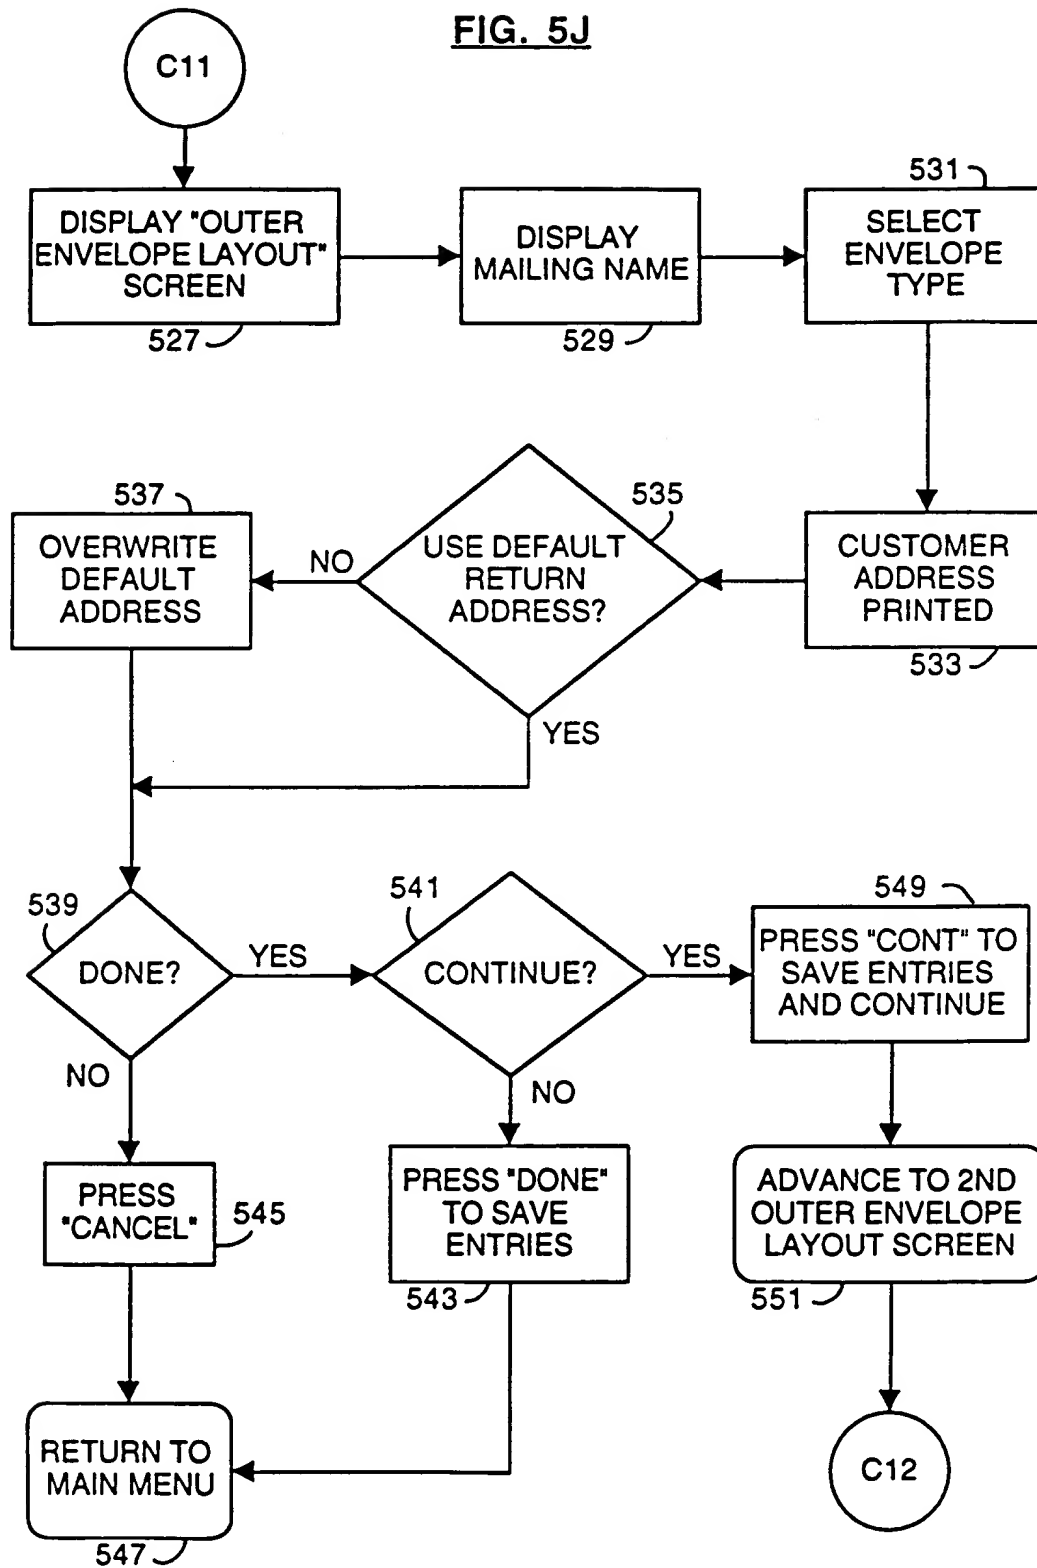 FIG. 5J
C11
DISPLAY "OUTER
ENVELOPE LAYOUT"
SCREEN
527
DISPLAY
MAILING NAME
529
531
SELECT
ENVELOPE
TYPE
CUSTOMER
ADDRESS
PRINTED
533
535
USE DEFAULT
RETURN
ADDRESS?
NO
YES
537
OVERWRITE
DEFAULT
ADDRESS
539
DONE?
YES
NO
541
CONTINUE?
YES
NO
549
PRESS "CONT" TO
SAVE ENTRIES
AND CONTINUE
PRESS
"CANCEL"
545
PRESS "DONE"
TO SAVE
ENTRIES
543
ADVANCE TO 2ND
OUTER ENVELOPE
LAYOUT SCREEN
551
RETURN TO
MAIN MENU
547
C12